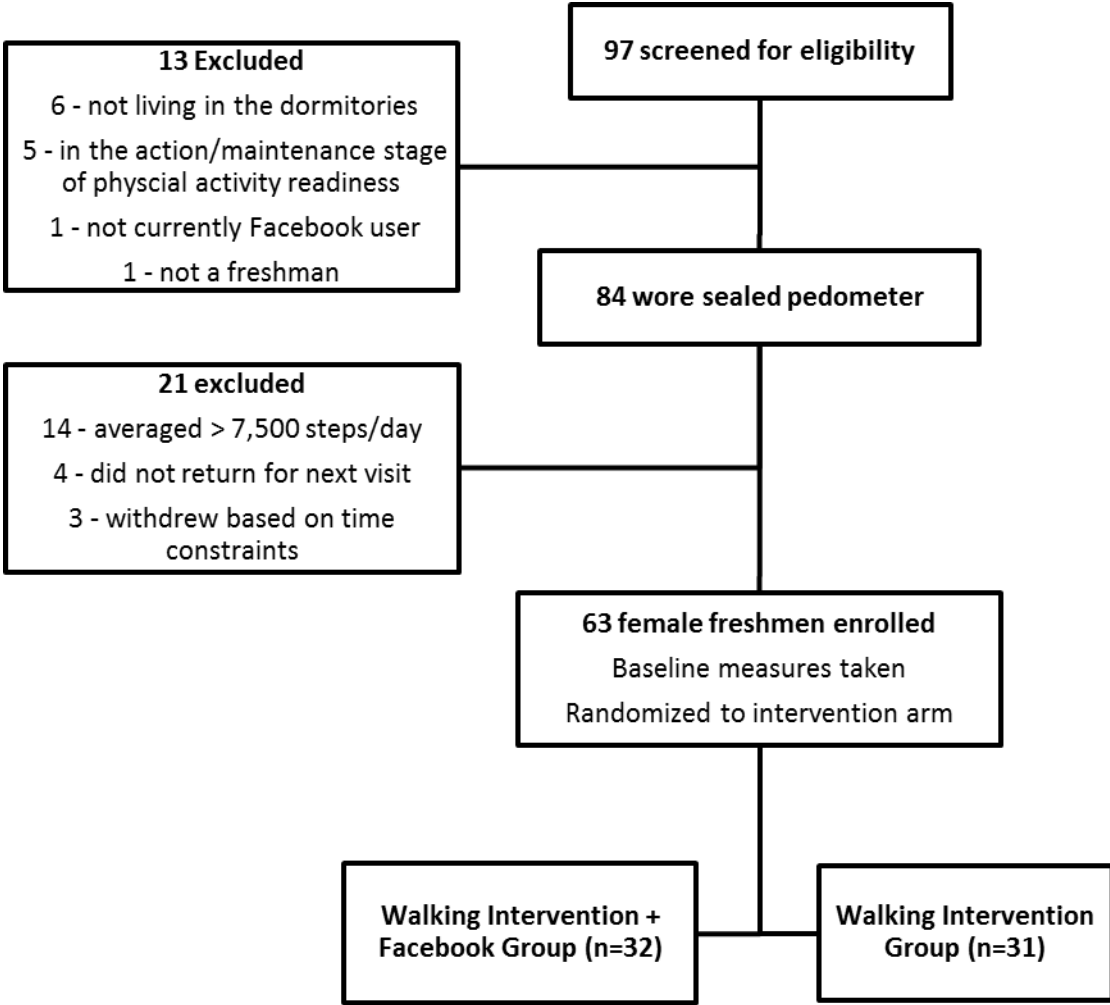 97 screened for eligibility
13 Excluded
6 - not living in the dormitories
5 - in the action/maintenance stage
of physcial activity readiness
1 - not currently Facebook user
1 - not a freshman
84 wore sealed pedometer
21 excluded
14 - averaged > 7,500 steps/day
4 - did not return for next visit
3 - withdrew based on time
constraints
63 female freshmen enrolled
Baseline measures taken
Randomized to intervention arm
Walking Intervention +
Facebook Group (n=32)
Walking Intervention
Group (n=31)